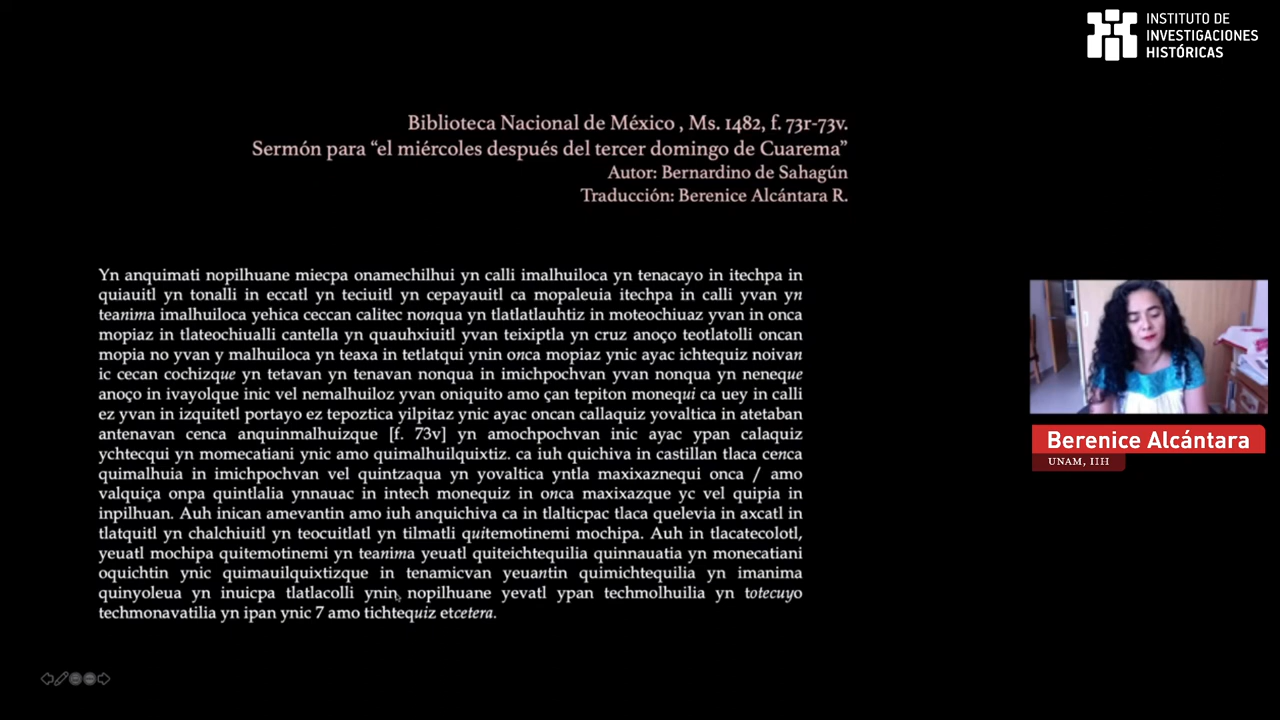 INSTITUTO DE
INVESTIGACIONES
HISTÓRICAS
Biblioteca Nacional de México , Ms. 1482, f. 73r-73v.
Sermón para “el miércoles después del tercer domingo de Cuarema”
Autor: Bernardino de Sahagún
Traducción: Berenice Alcántara R.
Yn anquimati nopilhuane miecpa onamechilhui yn calli imalhuiloca yn tenacayo in itechpa in
quiauitl yn tonalli in eccatl yn teciuitl yn cepayauitl ca mopaleuia itechpa in calli yvan yn
teanima imalhuiloca yehica ceccan calitec nonqua yn tlatlatlauhtiz in moteochiuaz yvan in onca
mopiaz in tlateochiualli cantella yn quauhxiuitl yvan teixiptla yn cruz anoço teotlatolli oncan
mopia no yvan y malhuiloca yn teaxa in tetlatqui ynin onca mopiaz ynic ayac ichtequiz noivan
ic cecan cochizque yn tetavan yn tenavan nonqua in imichpochvan yvan nonqua yn neneque
anoço in ivayolque inic vel nemalhuiloz yvan oniquito amo çan tepiton monequi ca uey in calli
ez yvan in izquitetl portayo ez tepoztica yilpitaz ynic ayac oncan callaquiz yovaltica in atetaban
antenavan cenca anquinmalhuizque [f. 73v] yn amochpochvan inic ayac ypan calaquiz
ychtecqui yn momecatiani ynic amo quimalhuilquixtiz. ca iuh quichiva in castillan tlaca cenca
quimalhuia in imichpochvan vel quintzaqua yn yovaltica yntla maxixaznequi onca / amo
valquiça onpa quintlalia ynnauac in intech monequiz in onca maxixazque yc vel quipia in
inpilhuan. Auh inican amevantin amo iuh anquichiva ca in tlalticpac tlaca quelevia in axcatl in
tlatquitl yn chalchiuitl yn teocuitlatl yn tilmatli quitemotinemi mochipa. Auh in tlacatecolotl,
yeuatl mochipa quitemotinemi yn teanima yeuatl quiteichtequilia quinnauatia yn monecatiani
oquichtin ynic quimauilquixtizque in tenamicvan yeuantin quimichtequilia yn imanima
quinyoleua yn inuicpa tlatlacolli ynin nopilhuane yevatl ypan techmolhuilia yn totecuyo
techmonavatilia yn ipan ynic 7 amo tichtequiz etcetera.
Berenice Alcántara
UNAM, IIH